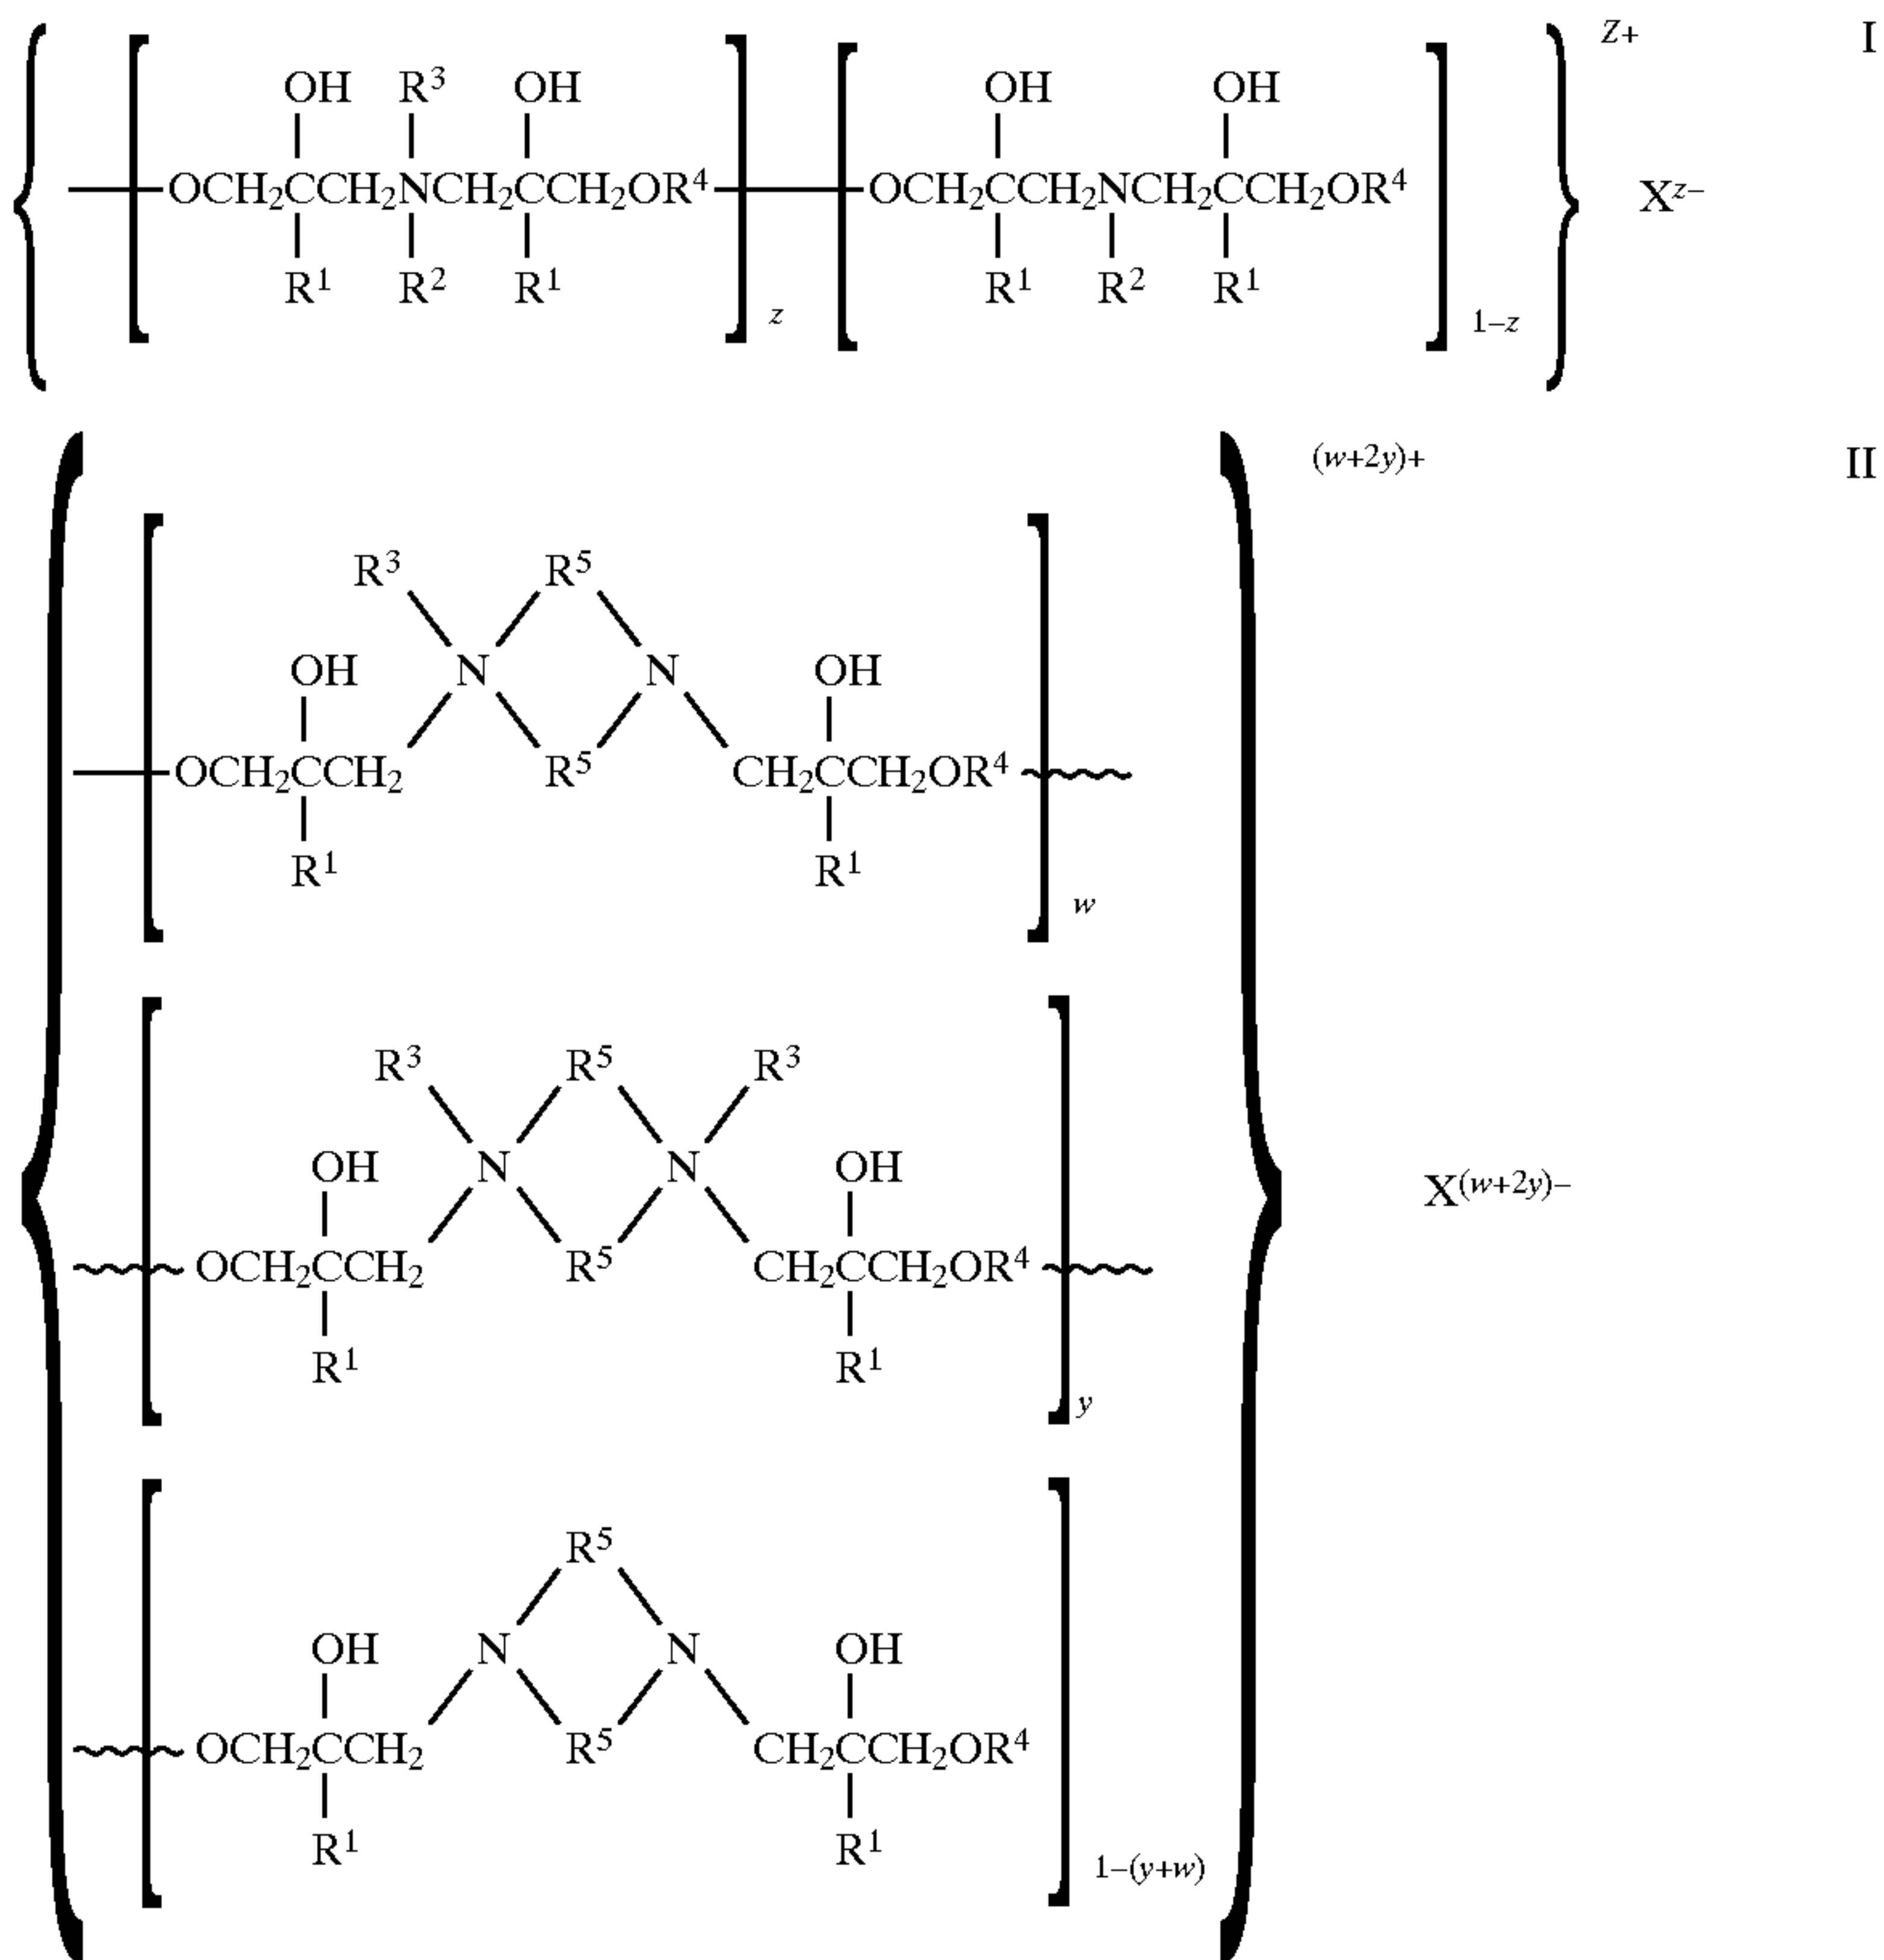 Z+ I
OH R³ OH OH OH
OCH₂CCH₂NCH₂CCH₂OR⁴ OCH₂CCH₂NCH₂CCH₂OR⁴ Xᶻ⁻
R¹ R² R¹ R¹ R² R¹
z 1–z
(w+2y)+ II
R³ R⁵
OH N N OH
OCH₂CCH₂ R⁵ CH₂CCH₂OR⁴
R¹ R¹
w
R³ R⁵ R³
OH N N OH X⁽ʷ⁺²ʸ⁾⁻
OCH₂CCH₂ R⁵ CH₂CCH₂OR⁴
R¹ R¹
y
R⁵
OH N N OH
OCH₂CCH₂ R⁵ CH₂CCH₂OR⁴
R¹ R¹
1–(y+w)